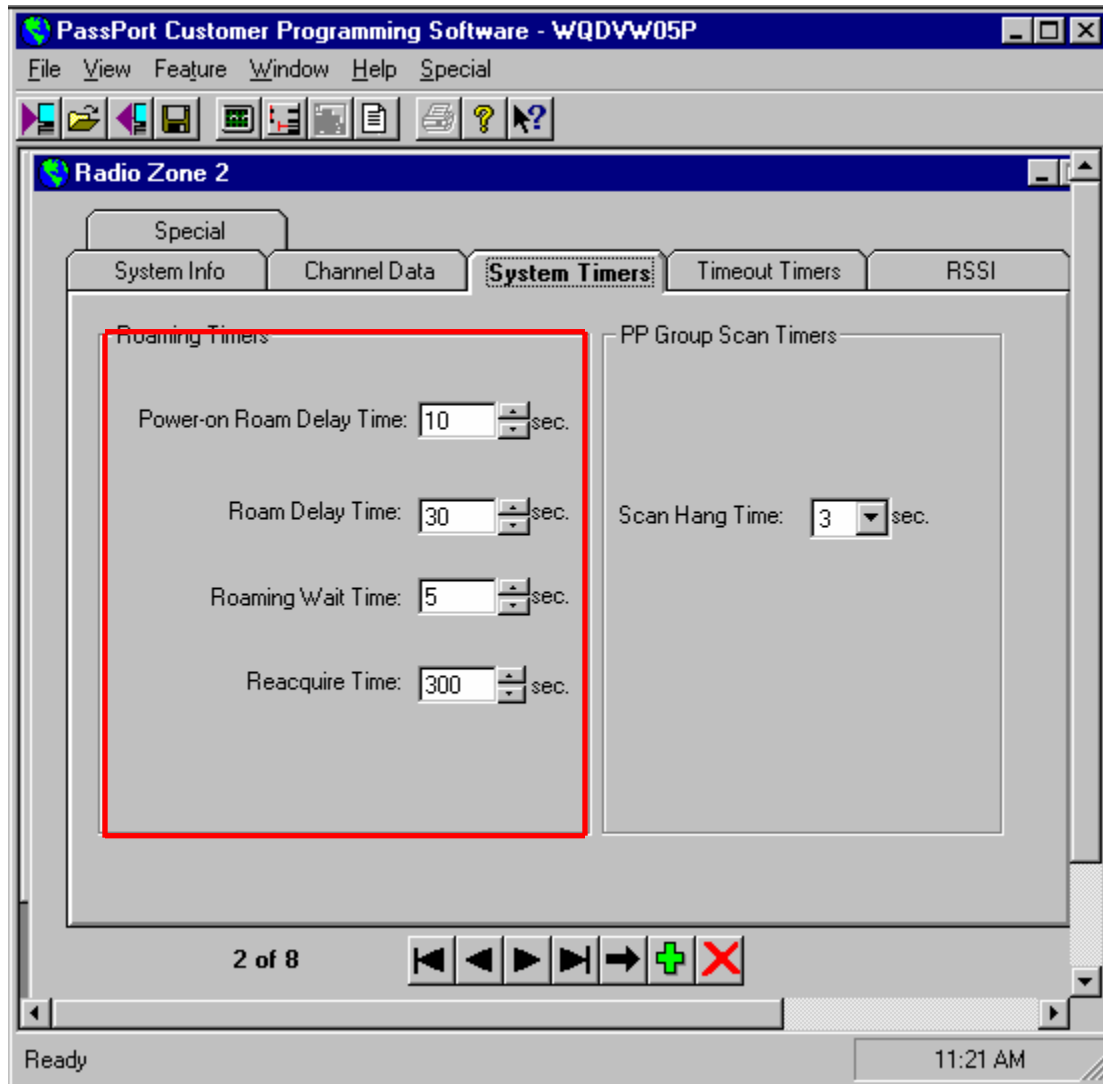 PassPort Customer Programming Software - WQDVW05P
File View Feature Window Help Special
Radio Zone 2
Special
System Info Channel Data System Timers Timeout Timers RSSI
Roaming Timers PP Group Scan Timers
Power-on Roam Delay Time: 10 sec.
Roam Delay Time: 30 sec. Scan Hang Time: 3 sec.
Roaming Wait Time: 5 sec.
Reacquire Time: 300 sec.
2 of 8
Ready 11:21 AM